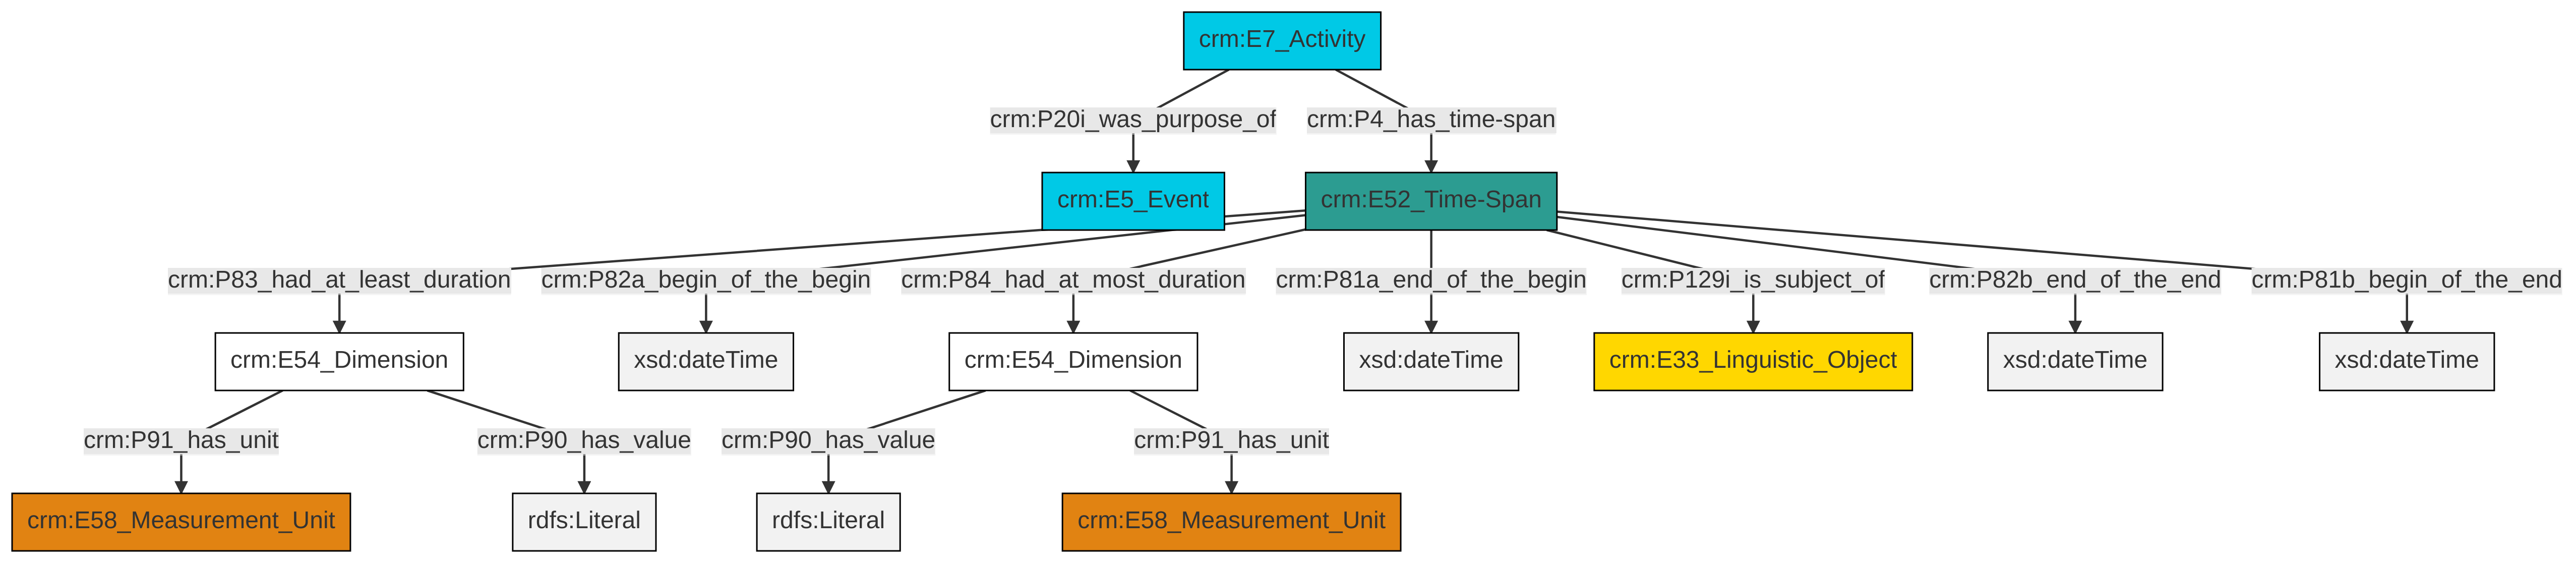 crm:E7_Activity
crm:P20i_was_purpose_of
crm:P4_has_time-span
crm:E5_Event
crm:E52_Time-Span
crm:P83_had_at_least_duration
crm:P82a_begin_of_the_begin
crm:P84_had_at_most_duration
crm:P81a_end_of_the_begin
crm:P129i_is_subject_of
crm:P82b_end_of_the_end
crm:P81b_begin_of_the_end
crm:E54_Dimension
xsd:dateTime
crm:E54_Dimension
xsd:dateTime
crm:E33_Linguistic_Object
xsd:dateTime
xsd:dateTime
crm:P91_has_unit
crm:P90_has_value
crm:P90_has_value
crm:P91_has_unit
crm:E58_Measurement_Unit
rdfs:Literal
rdfs:Literal
crm:E58_Measurement_Unit